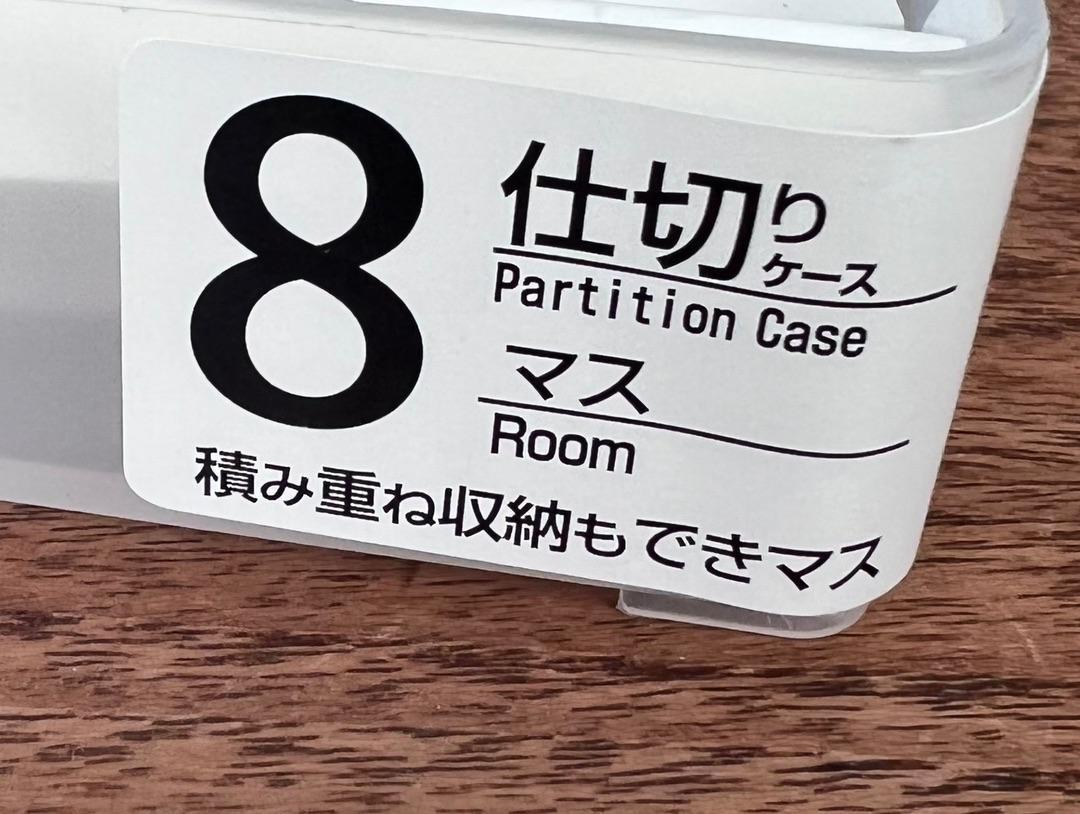 8
仕切りケース
Partition Case
マス
Room
積み重ね収納もできマス